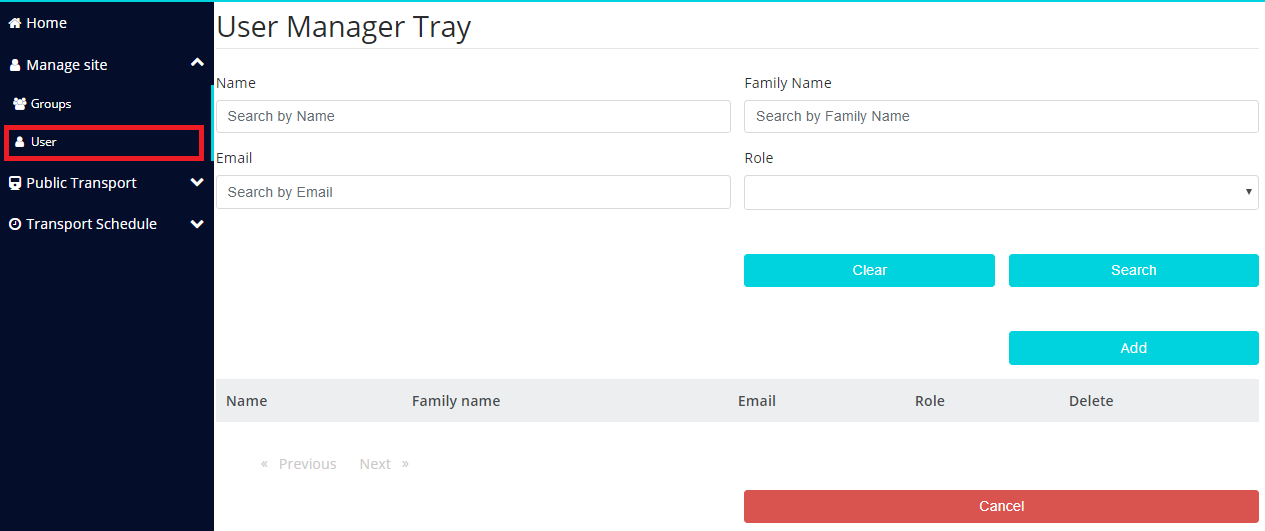 Home
Manage site
Groups
User
Public Transport
Transport Schedule
User Manager Tray
Name Family Name
Search by Name Search by Family Name
Email Role
Search by Email
Clear Search
Add
Name Family name Email Role Delete
« Previous Next »
Cancel